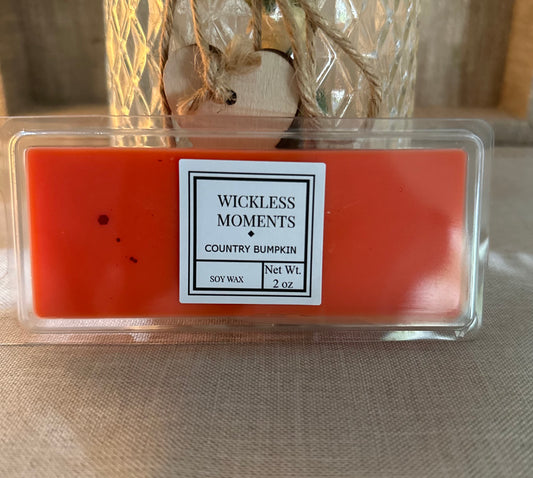 WICKLESS
MOMENTS
COUNTRY BUMPKIN
SOY WAX
Net Wt.
2 oz